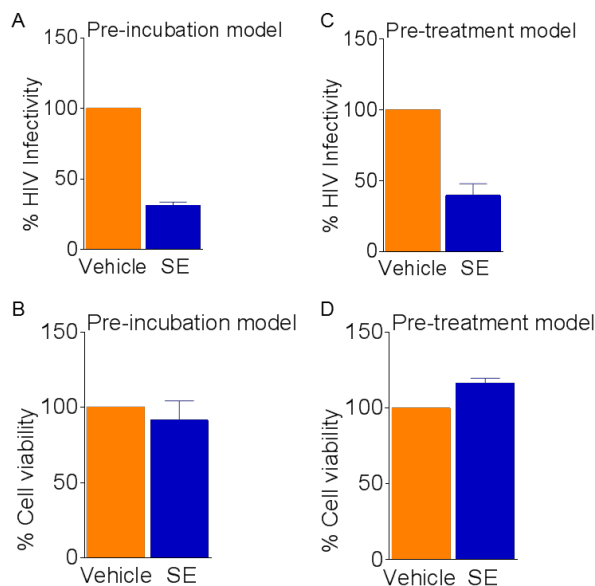 A
Pre-incubation model
150
100
50
0
% HIV Infectivity
Vehicle SE
C
Pre-treatment model
150
100
50
0
% HIV Infectivity
Vehicle SE
B
Pre-incubation model
150
100
50
0
% Cell viability
Vehicle SE
D
Pre-treatment model
150
100
50
0
% Cell viability
Vehicle SE